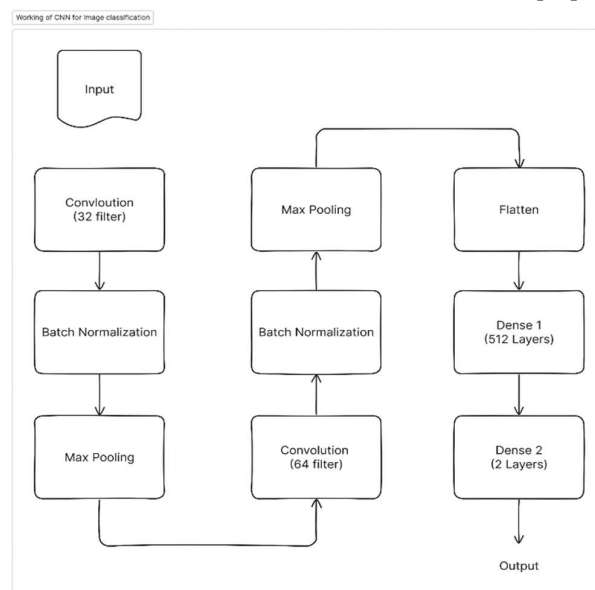 Working of CNN for Image classification
Input
Convloution
(32 filter)
Batch Normalization
Max Pooling
Convolution
(64 filter)
Batch Normalization
Max Pooling
Flatten
Dense 1
(512 Layers)
Dense 2
(2 Layers)
Output